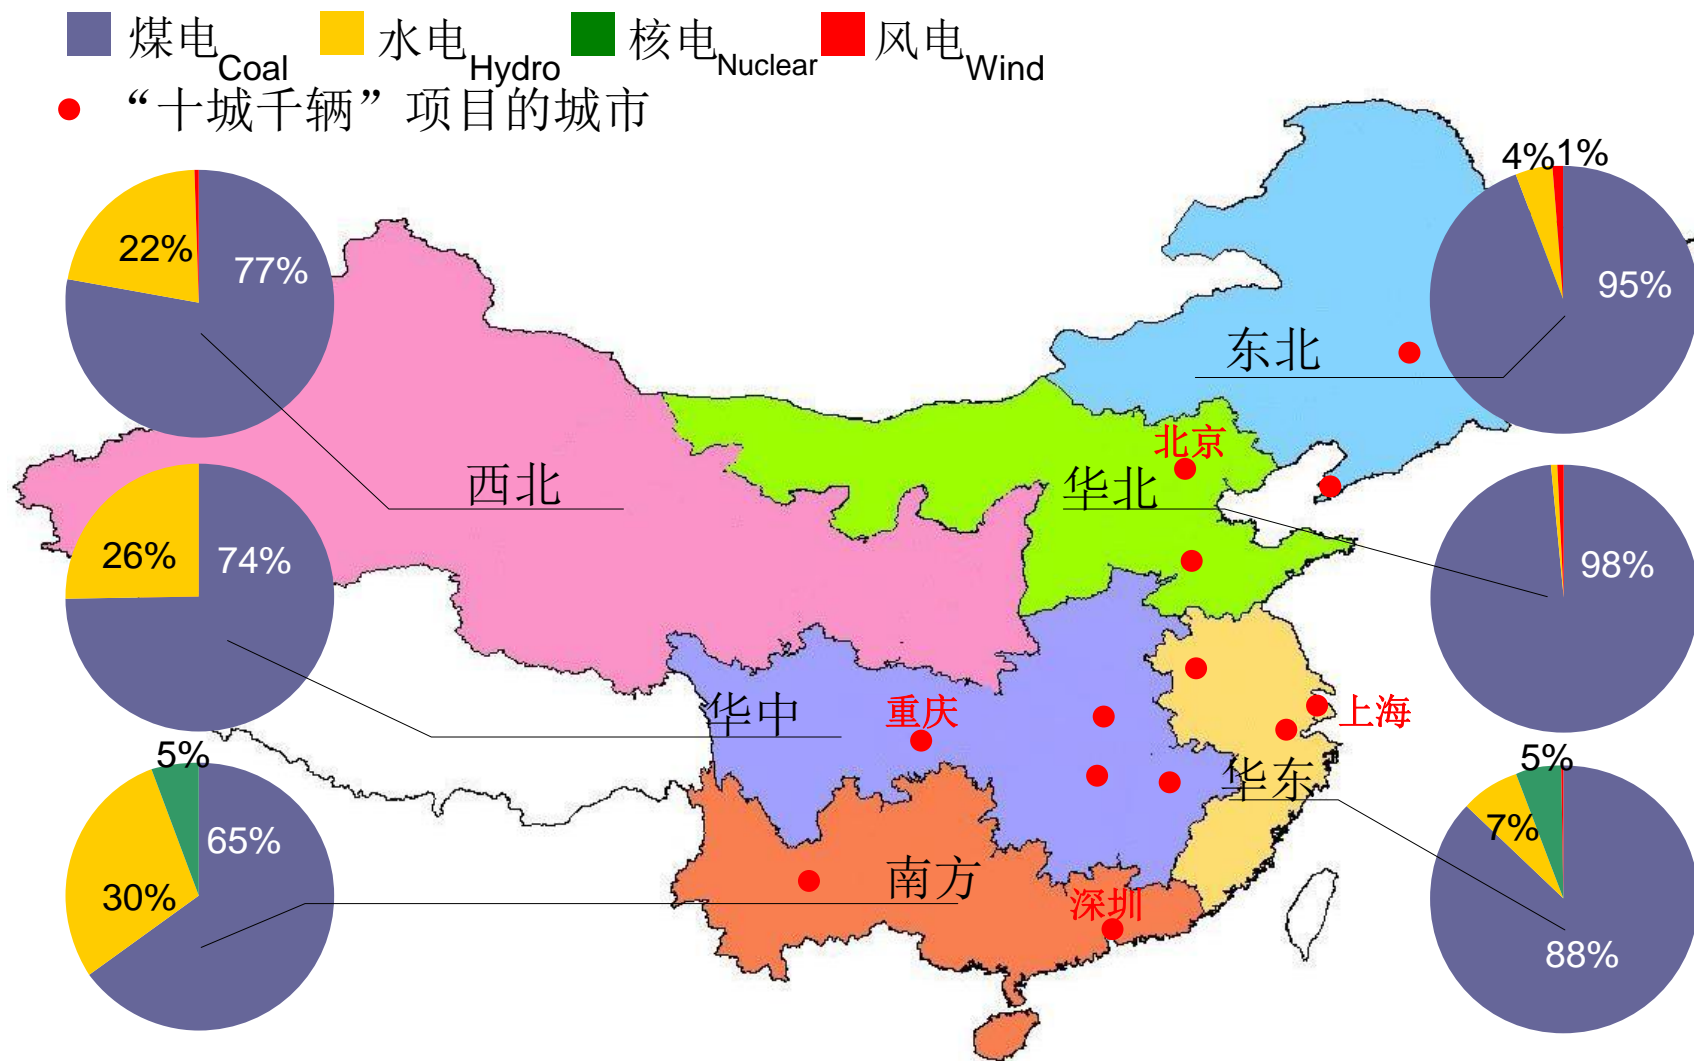 煤电Coal 水电Hydro 核电Nuclear 风电Wind
“十城千辆”项目的城市
4% 1%
22% 77%
95%
东北
北京
西北
华北
26% 74%
98%
华中
重庆
上海
5%
5%
华东
65%
7%
30%
南方
深圳
88%